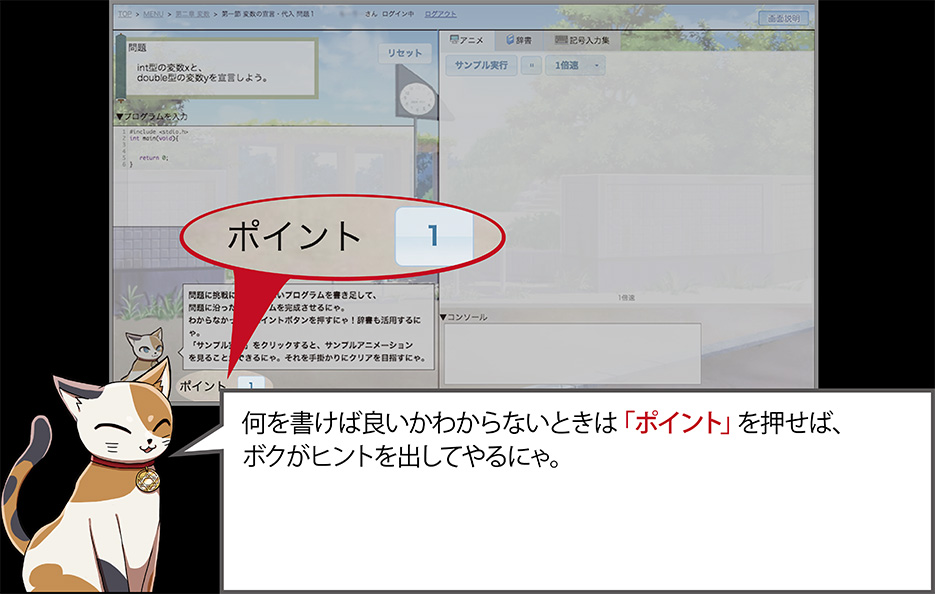 TOP > MENU > 第二章 変数 > 第一節 変数の宣言・代入 問題1 さん ログイン中 ログアウト
画面説明
問題
int型の変数xと、
double型の変数yを宣言しよう。
リセット
アニメ 辞書 記号入力集
サンプル実行 II 1倍速
▼プログラムを入力
1 #include <stdio.h>
2 int main(void){
3
4
5 return 0;
6 }
ポイント 1
1倍速
問題に挑戦に いプログラムを書き足して、
問題に沿った ムを完成させるにゃ。
わからなかっ イントボタンを押すにゃ！辞書も活用するに
ゃ。
「サンプル実 」をクリックすると、サンプルアニメーション
を見ること できるにゃ。それを手掛かりにクリアを目指すにゃ。
▼コンソール
ポイント 1
何を書けば良いかわからないときは「ポイント」を押せば、
ボクがヒントを出してやるにゃ。